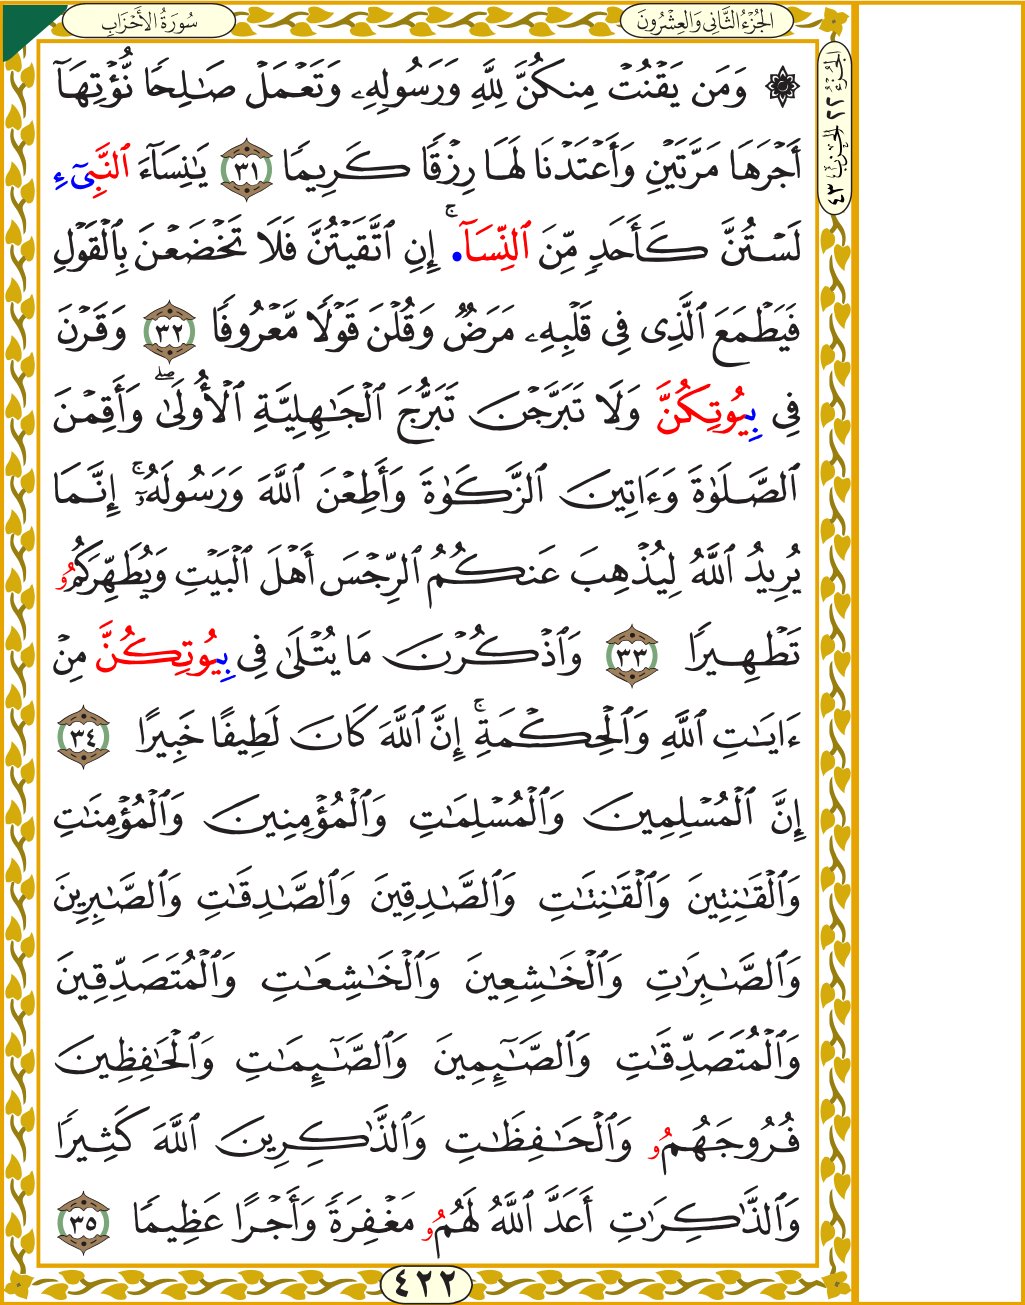 سُورَةُ الأَحْزَابِ
الجُزْءُ الثَّانِي وَالعِشْرُونَ
الجزء ٢٢ الحزب ٤٣
۞ وَمَن يَقْنُتْ مِنكُنَّ لِلَّهِ وَرَسُولِهِۦ وَتَعْمَلْ صَٰلِحًا نُّؤْتِهَآ
أَجْرَهَا مَرَّتَيْنِ وَأَعْتَدْنَا لَهَا رِزْقًا كَرِيمًا ٣١ يَٰنِسَآءَ ٱلنَّبِىٓءِ
لَسْتُنَّ كَأَحَدٍ مِّنَ ٱلنِّسَآ۬ ۚ إِنِ ٱتَّقَيْتُنَّ فَلَا تَخْضَعْنَ بِٱلْقَوْلِ
فَيَطْمَعَ ٱلَّذِى فِى قَلْبِهِۦ مَرَضٌ وَقُلْنَ قَوْلًا مَّعْرُوفًا ٣٢ وَقَرْنَ
فِى بِيُوتِكُنَّ وَلَا تَبَرَّجْنَ تَبَرُّجَ ٱلْجَٰهِلِيَّةِ ٱلْأُولَىٰ ۖ وَأَقِمْنَ
ٱلصَّلَوٰةَ وَءَاتِينَ ٱلزَّكَوٰةَ وَأَطِعْنَ ٱللَّهَ وَرَسُولَهُۥٓ ۚ إِنَّمَا
يُرِيدُ ٱللَّهُ لِيُذْهِبَ عَنكُمُ ٱلرِّجْسَ أَهْلَ ٱلْبَيْتِ وَيُطَهِّرَكُمُۥ
تَطْهِيرًا ٣٣ وَٱذْكُرْنَ مَا يُتْلَىٰ فِى بِيُوتِكُنَّ مِنْ
ءَايَٰتِ ٱللَّهِ وَٱلْحِكْمَةِ ۚ إِنَّ ٱللَّهَ كَانَ لَطِيفًا خَبِيرًا ٣٤
إِنَّ ٱلْمُسْلِمِينَ وَٱلْمُسْلِمَٰتِ وَٱلْمُؤْمِنِينَ وَٱلْمُؤْمِنَٰتِ
وَٱلْقَٰنِتِينَ وَٱلْقَٰنِتَٰتِ وَٱلصَّٰدِقِينَ وَٱلصَّٰدِقَٰتِ وَٱلصَّٰبِرِينَ
وَٱلصَّٰبِرَٰتِ وَٱلْخَٰشِعِينَ وَٱلْخَٰشِعَٰتِ وَٱلْمُتَصَدِّقِينَ
وَٱلْمُتَصَدِّقَٰتِ وَٱلصَّٰٓئِمِينَ وَٱلصَّٰٓئِمَٰتِ وَٱلْحَٰفِظِينَ
فُرُوجَهُمُۥ وَٱلْحَٰفِظَٰتِ وَٱلذَّٰكِرِينَ ٱللَّهَ كَثِيرًا
وَٱلذَّٰكِرَٰتِ أَعَدَّ ٱللَّهُ لَهُمُۥ مَغْفِرَةً وَأَجْرًا عَظِيمًا ٣٥
٤٢٢